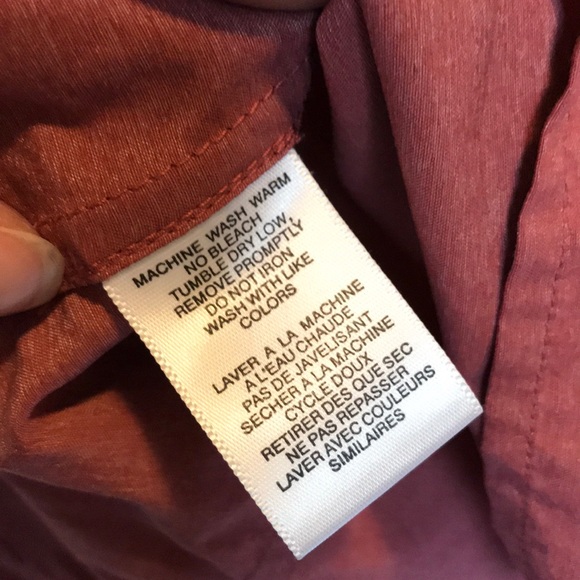 MACHINE WASH WARM
NO BLEACH
TUMBLE DRY LOW,
REMOVE PROMPTLY
DO NOT IRON
WASH WITH LIKE
COLORS
LAVER A LA MACHINE
A L'EAU CHAUDE
PAS DE JAVELISANT
SECHER A LA MACHINE
CYCLE DOUX
RETIRER DES QUE SEC
NE PAS REPASSER
LAVER AVEC COULEURS
SIMILAIRES